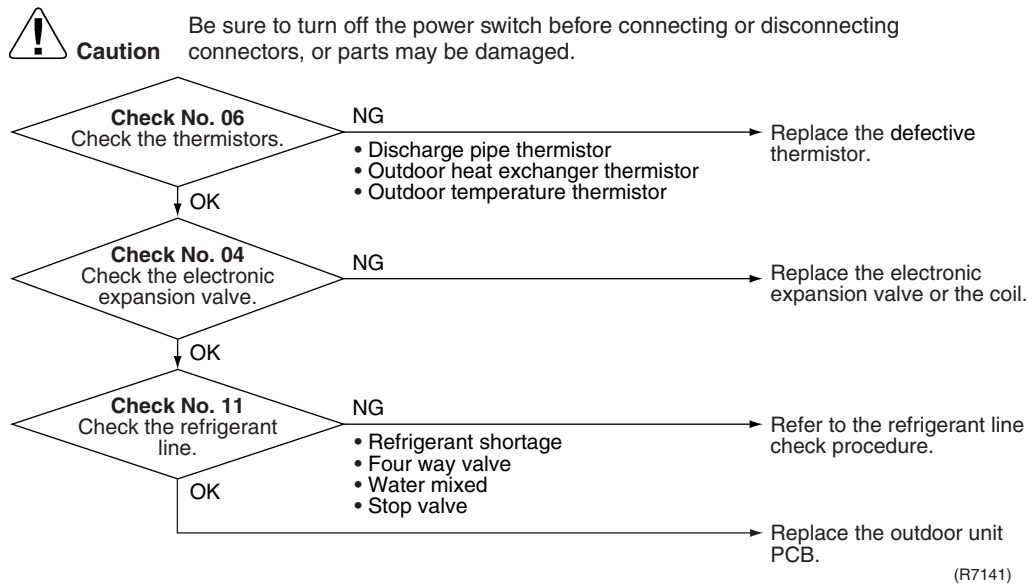 Be sure to turn off the power switch before connecting or disconnecting
Caution connectors, or parts may be damaged.
Check No. 06
Check the thermistors.
NG
• Discharge pipe thermistor
• Outdoor heat exchanger thermistor
• Outdoor temperature thermistor
Replace the defective
thermistor.
OK
Check No. 04
Check the electronic
expansion valve.
NG
Replace the electronic
expansion valve or the coil.
OK
Check No. 11
Check the refrigerant
line.
NG
• Refrigerant shortage
• Four way valve
• Water mixed
• Stop valve
Refer to the refrigerant line
check procedure.
OK
Replace the outdoor unit
PCB.
(R7141)